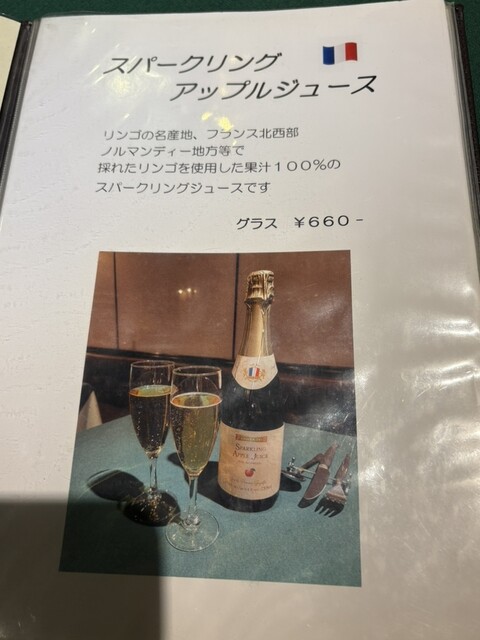 スパークリング
アップルジュース
リンゴの名産地、フランス北西部
ノルマンディー地方等で
採れたリンゴを使用した果汁１００％の
スパークリングジュースです
グラス ￥６６０－
SPARKLING
APPLE JUICE